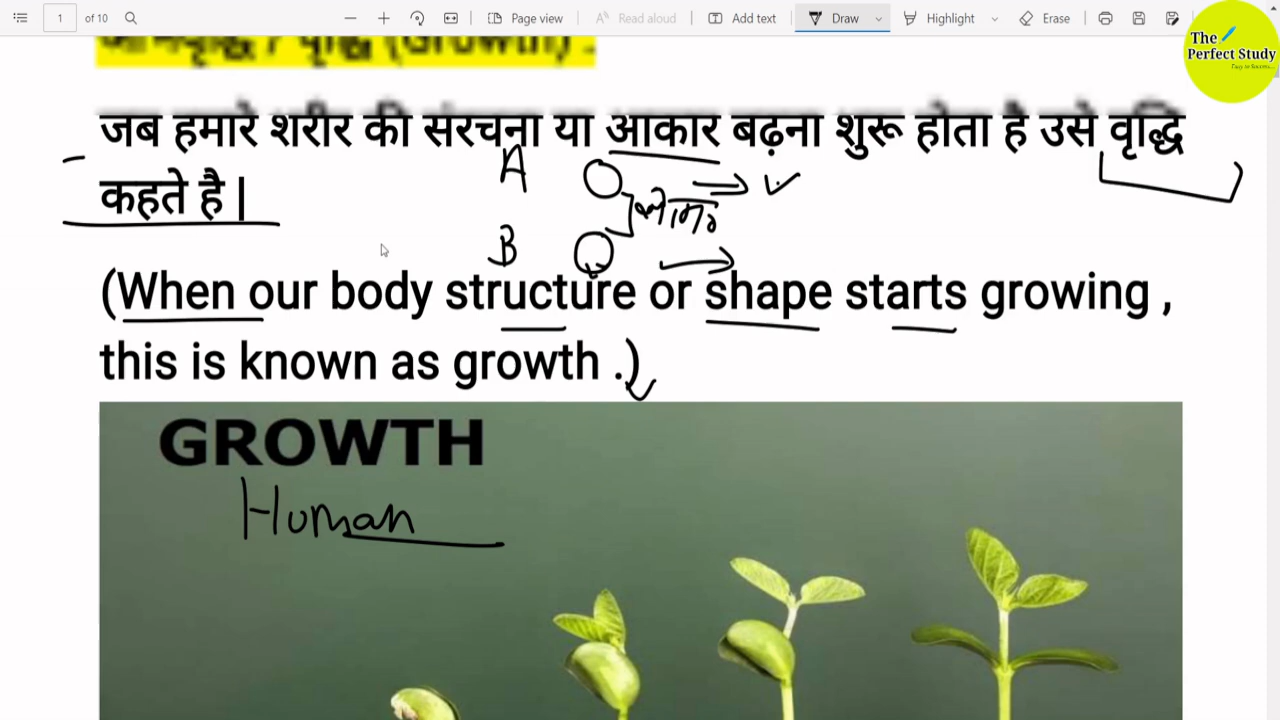 1 of 10 Page view Read aloud Add text Draw Highlight Erase
The
Perfect Study
वृद्धि (Growth) :
जब हमारे शरीर की संरचना या आकार बढ़ना शुरू होता है उसे वृद्धि
कहते है |
A
B
(When our body structure or shape starts growing ,
this is known as growth .)
GROWTH
Human